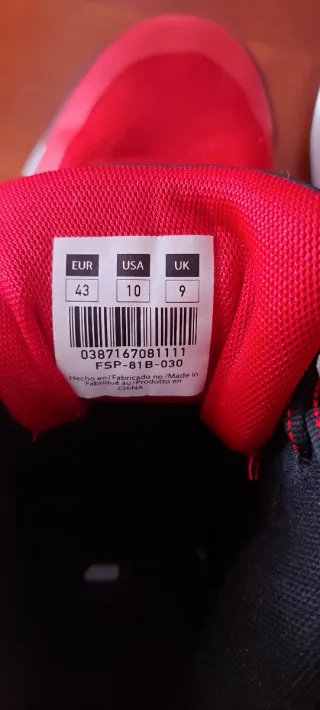 EUR USA UK
43 10 9
0387167081111
FSP-81B-030
Hecho en/Fabricado no/Made in
Fabriqué au/Prodotto en
CHINA